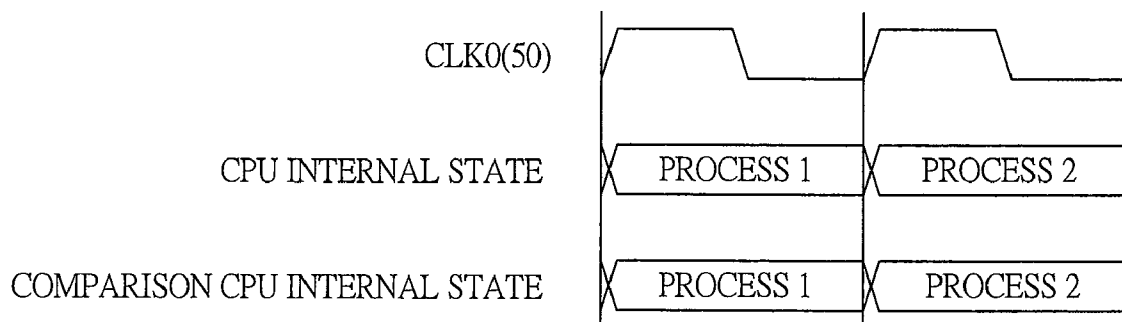 CLK0(50)
CPU INTERNAL STATE PROCESS 1 PROCESS 2
COMPARISON CPU INTERNAL STATE PROCESS 1 PROCESS 2